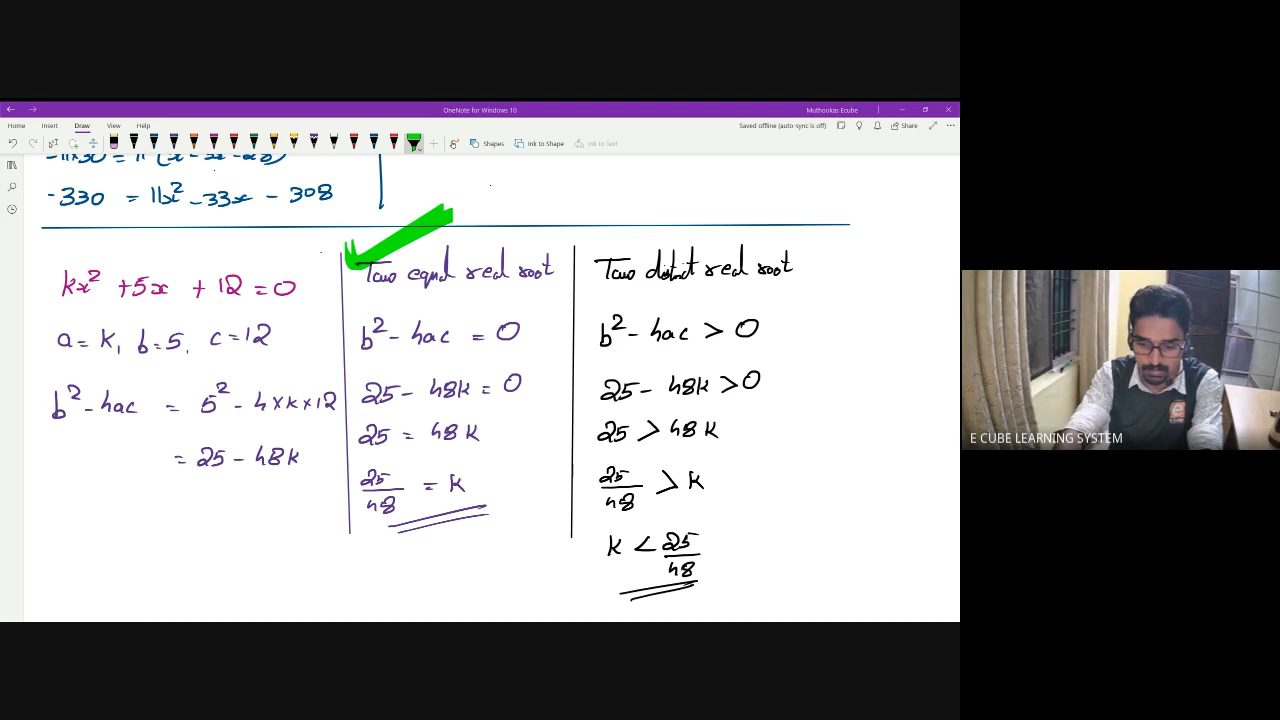 OneNote for Windows 10
Muthookas Ecube
Home Insert Draw View Help
Saved offline (auto-sync is off) Share
Shapes Ink to Shape Ink to Text
-330 = 11x² - 33x - 308
kx² + 5x + 12 = 0
a = k, b = 5, c = 12
b² - 4ac = 5² - 4 × k × 12
= 25 - 48k
Two equal real root
b² - 4ac = 0
25 - 48k = 0
25 = 48k
25/48 = k
Two distinct real root
b² - 4ac > 0
25 - 48k > 0
25 > 48k
25/48 > k
k < 25/48
E CUBE LEARNING SYSTEM